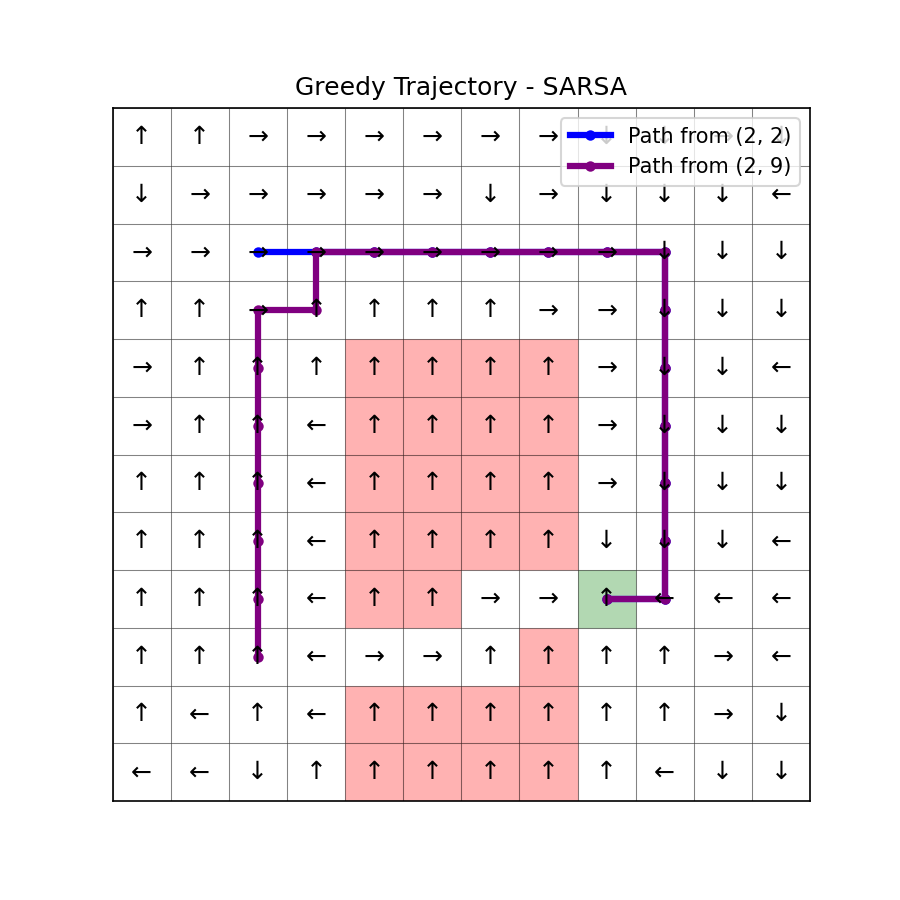 Greedy Trajectory - SARSA
Path from (2, 2)
Path from (2, 9)